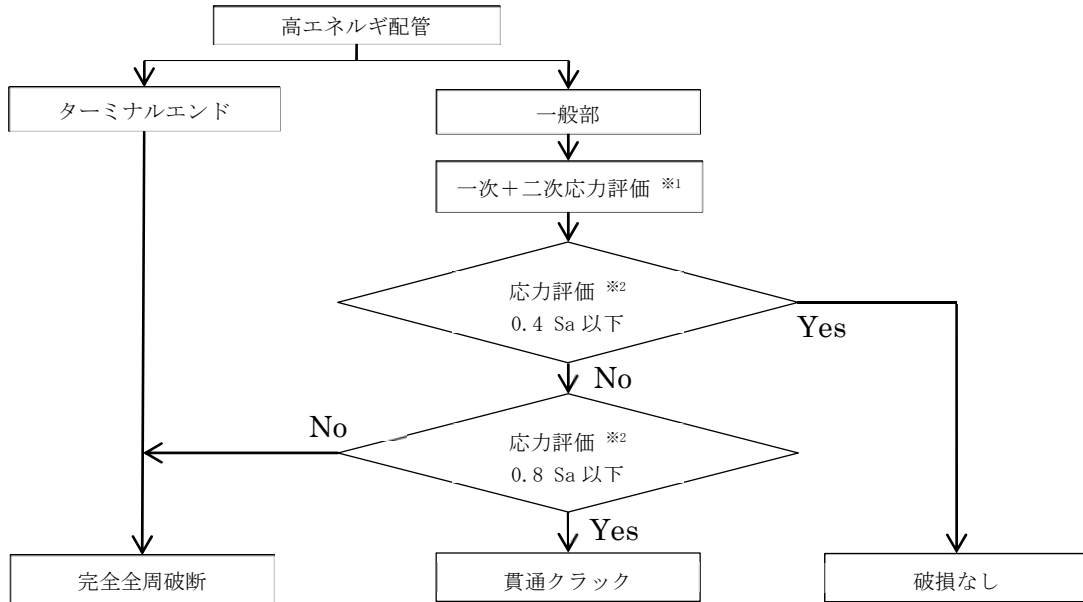 高エネルギ配管
ターミナルエンド
一般部
一次＋二次応力評価 ※1
応力評価 ※2
0.4 Sa 以下
Yes
No
No
応力評価 ※2
0.8 Sa 以下
Yes
完全全周破断
貫通クラック
破損なし